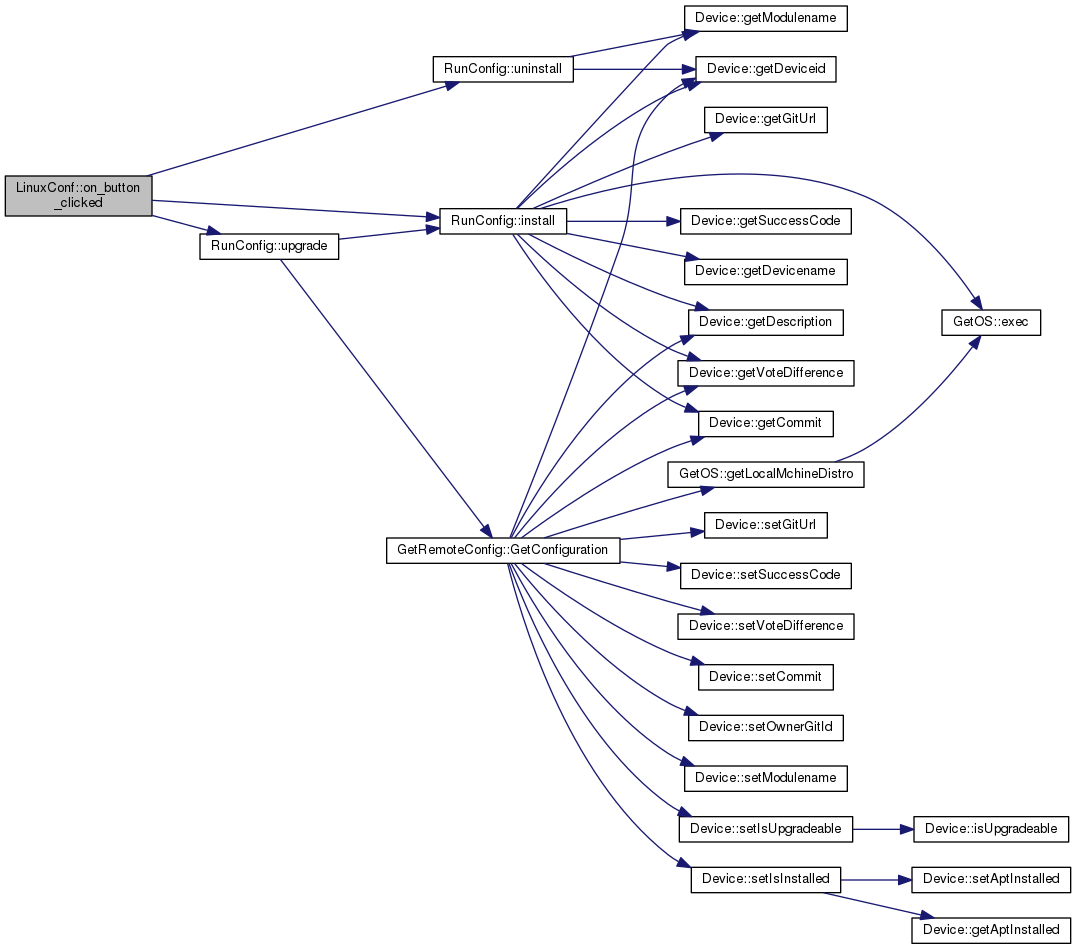 Device::getModulename
RunConfig::uninstall
Device::getDeviceid
Device::getGitUrl
LinuxConf::on_button
_clicked
RunConfig::install
Device::getSuccessCode
RunConfig::upgrade
Device::getDevicename
Device::getDescription
GetOS::exec
Device::getVoteDifference
Device::getCommit
GetOS::getLocalMchineDistro
Device::setGitUrl
GetRemoteConfig::GetConfiguration
Device::setSuccessCode
Device::setVoteDifference
Device::setCommit
Device::setOwnerGitId
Device::setModulename
Device::setIsUpgradeable
Device::isUpgradeable
Device::setIsInstalled
Device::setAptInstalled
Device::getAptInstalled